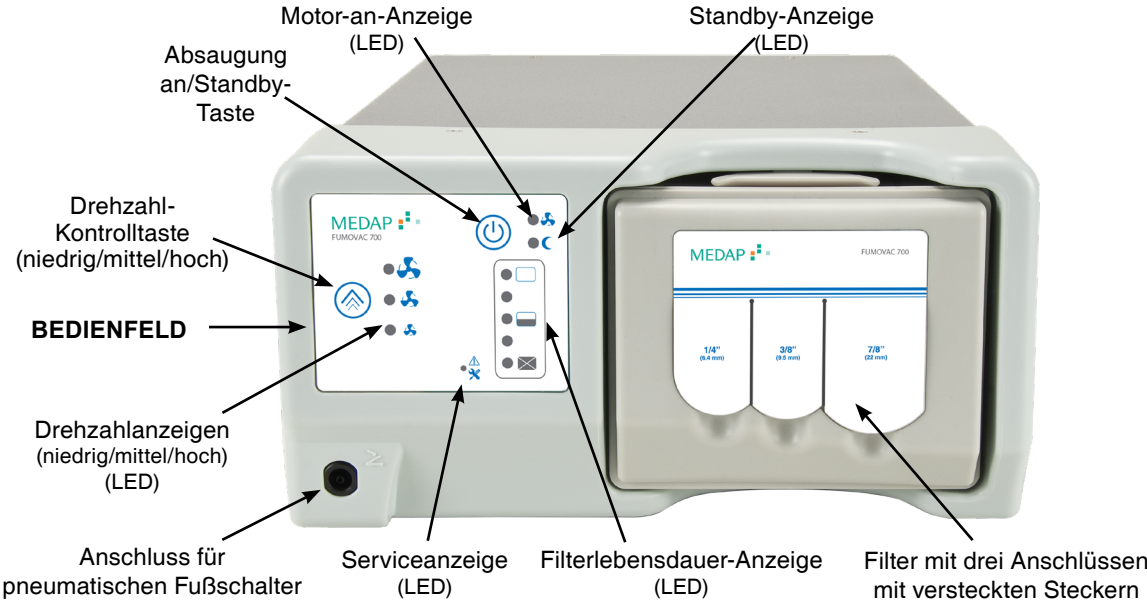 Motor-an-Anzeige
(LED)
Standby-Anzeige
(LED)
Absaugung
an/Standby-
Taste
Drehzahl-
Kontrolltaste
(niedrig/mittel/hoch)
BEDIENFELD
Drehzahlanzeigen
(niedrig/mittel/hoch)
(LED)
Anschluss für
pneumatischen Fußschalter
Serviceanzeige
(LED)
Filterlebensdauer-Anzeige
(LED)
Filter mit drei Anschlüssen
mit versteckten Steckern
MEDAP
FUMOVAC 700
MEDAP
FUMOVAC 700
1/4"
(6.4 mm)
3/8"
(9.5 mm)
7/8"
(22 mm)